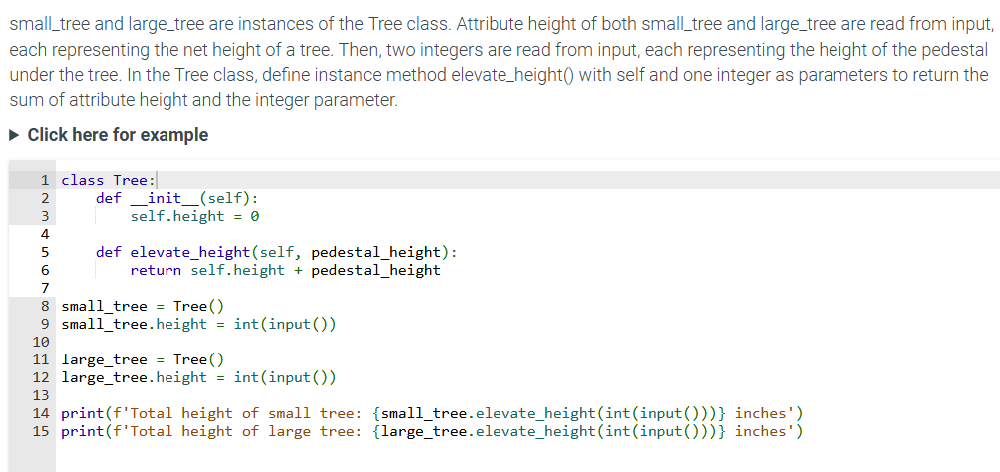 small_tree and large_tree are instances of the Tree class. Attribute height of both small_tree and large_tree are read from input,
each representing the net height of a tree. Then, two integers are read from input, each representing the height of the pedestal
under the tree. In the Tree class, define instance method elevate_height() with self and one integer as parameters to return the
sum of attribute height and the integer parameter.
▶ Click here for example
1 class Tree:
2     def __init__(self):
3         self.height = 0
4
5     def elevate_height(self, pedestal_height):
6         return self.height + pedestal_height
7
8 small_tree = Tree()
9 small_tree.height = int(input())
10
11 large_tree = Tree()
12 large_tree.height = int(input())
13
14 print(f'Total height of small tree: {small_tree.elevate_height(int(input()))} inches')
15 print(f'Total height of large tree: {large_tree.elevate_height(int(input()))} inches')